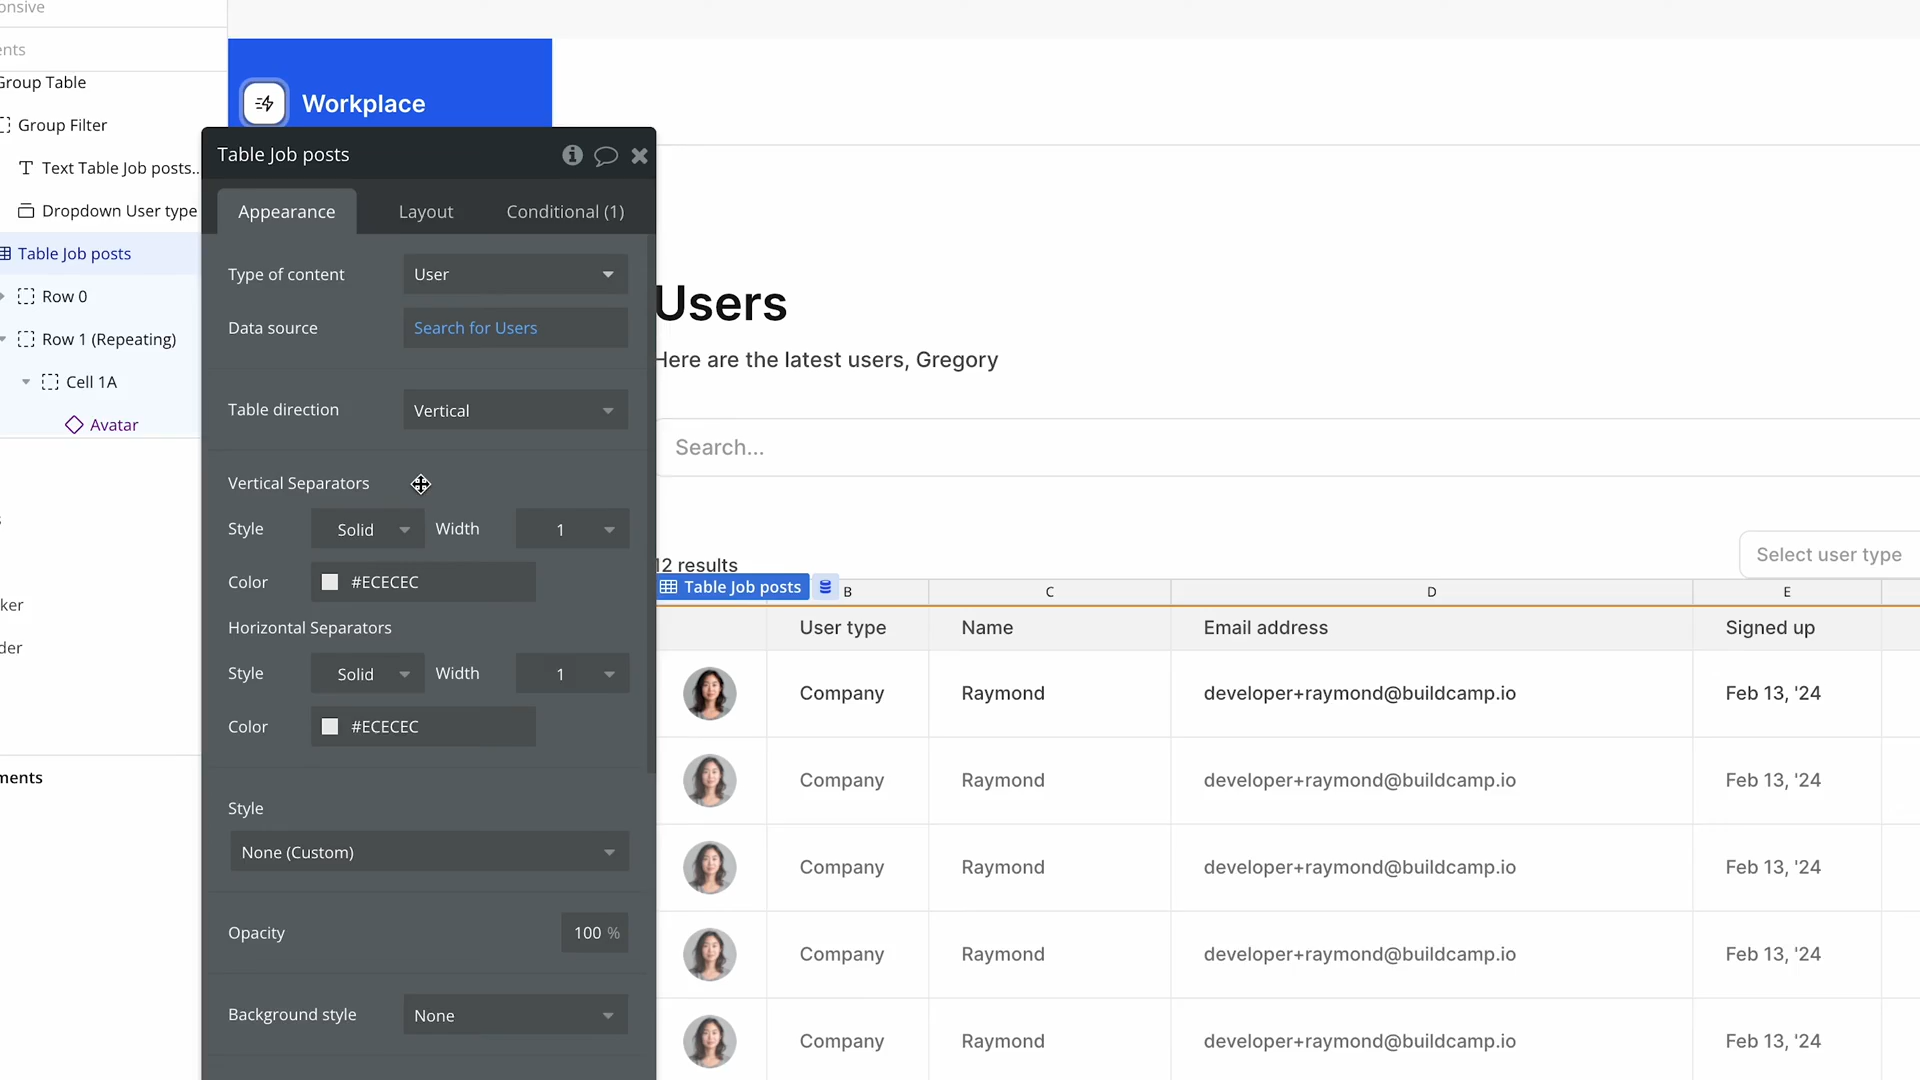 onsive
ents
Group Table
Group Filter
Text Table Job posts...
Dropdown User type
Table Job posts
Row 0
Row 1 (Repeating)
Cell 1A
Avatar
s
ker
der
ments
Workplace
Table Job posts
Appearance
Layout
Conditional (1)
Type of content
User
Data source
Search for Users
Table direction
Vertical
Vertical Separators
Style
Solid
Width
1
Color
#ECECEC
Horizontal Separators
Style
Solid
Width
1
Color
#ECECEC
Style
None (Custom)
Opacity
100 %
Background style
None
Users
Here are the latest users, Gregory
Search...
12 results
Select user type
Table Job posts
B
C
D
E
User type
Name
Email address
Signed up
Company
Raymond
developer+raymond@buildcamp.io
Feb 13, '24
Company
Raymond
developer+raymond@buildcamp.io
Feb 13, '24
Company
Raymond
developer+raymond@buildcamp.io
Feb 13, '24
Company
Raymond
developer+raymond@buildcamp.io
Feb 13, '24
Company
Raymond
developer+raymond@buildcamp.io
Feb 13, '24